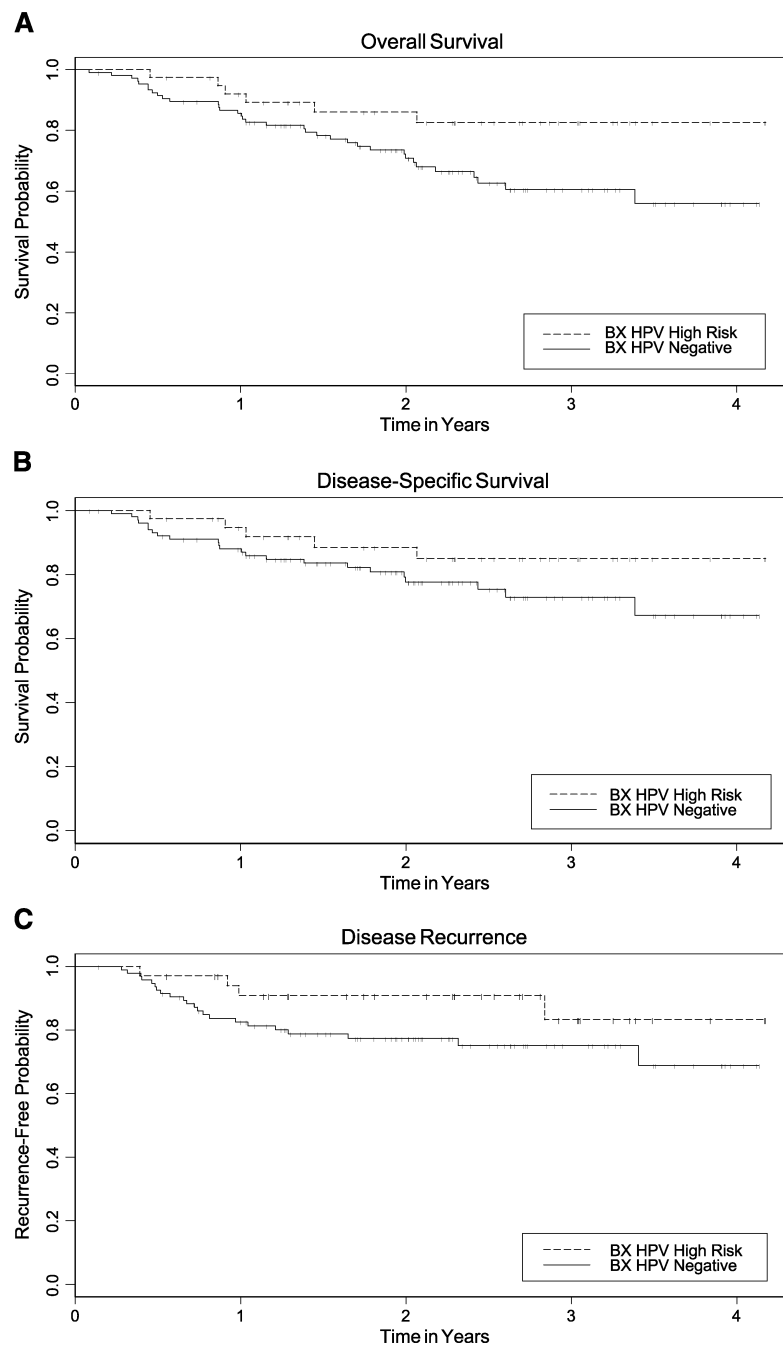 A
Overall Survival
Survival Probability
1.0
0.8
0.6
0.4
0.2
0.0
BX HPV High Risk
BX HPV Negative
0 1 2 3 4
Time in Years
B
Disease-Specific Survival
Survival Probability
1.0
0.8
0.6
0.4
0.2
0.0
BX HPV High Risk
BX HPV Negative
0 1 2 3 4
Time in Years
C
Disease Recurrence
Recurrence-Free Probability
1.0
0.8
0.6
0.4
0.2
0.0
BX HPV High Risk
BX HPV Negative
0 1 2 3 4
Time in Years